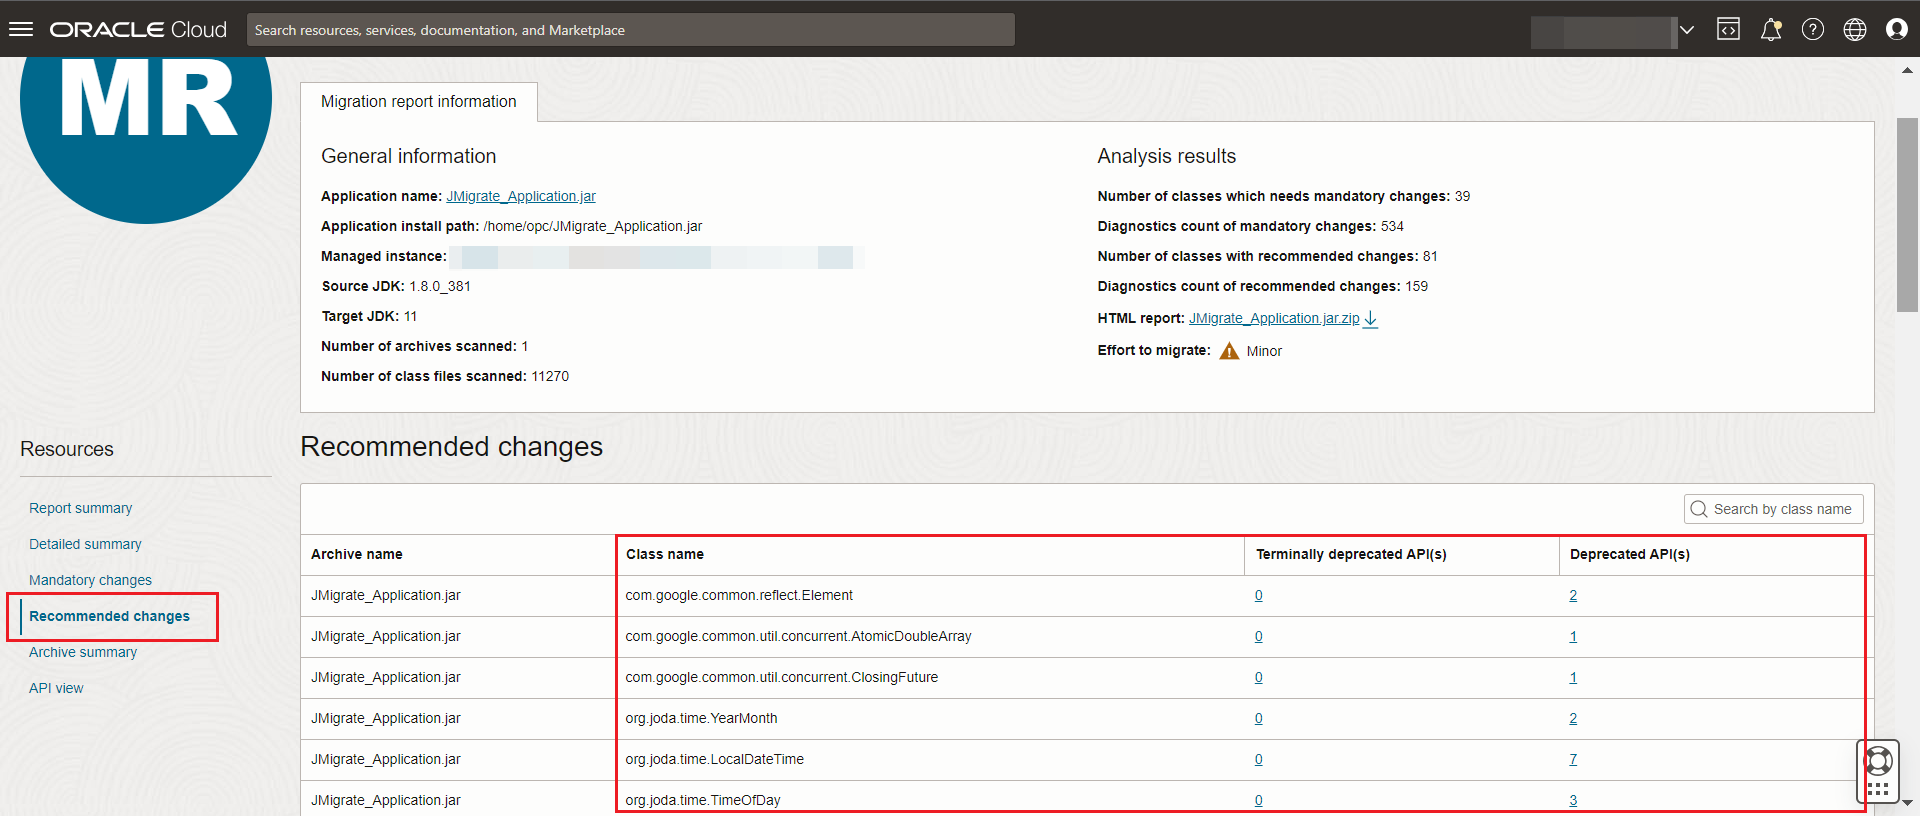 ORACLE Cloud
Search resources, services, documentation, and Marketplace
MR
Migration report information
General information
Application name: JMigrate_Application.jar
Application install path: /home/opc/JMigrate_Application.jar
Managed instance:
Source JDK: 1.8.0_381
Target JDK: 11
Number of archives scanned: 1
Number of class files scanned: 11270
Analysis results
Number of classes which needs mandatory changes: 39
Diagnostics count of mandatory changes: 534
Number of classes with recommended changes: 81
Diagnostics count of recommended changes: 159
HTML report: JMigrate_Application.jar.zip
Effort to migrate: Minor
Resources
Report summary
Detailed summary
Mandatory changes
Recommended changes
Archive summary
API view
Recommended changes
Search by class name
Archive name Class name Terminally deprecated API(s) Deprecated API(s)
JMigrate_Application.jar com.google.common.reflect.Element 0 2
JMigrate_Application.jar com.google.common.util.concurrent.AtomicDoubleArray 0 1
JMigrate_Application.jar com.google.common.util.concurrent.ClosingFuture 0 1
JMigrate_Application.jar org.joda.time.YearMonth 0 2
JMigrate_Application.jar org.joda.time.LocalDateTime 0 7
JMigrate_Application.jar org.joda.time.TimeOfDay 0 3